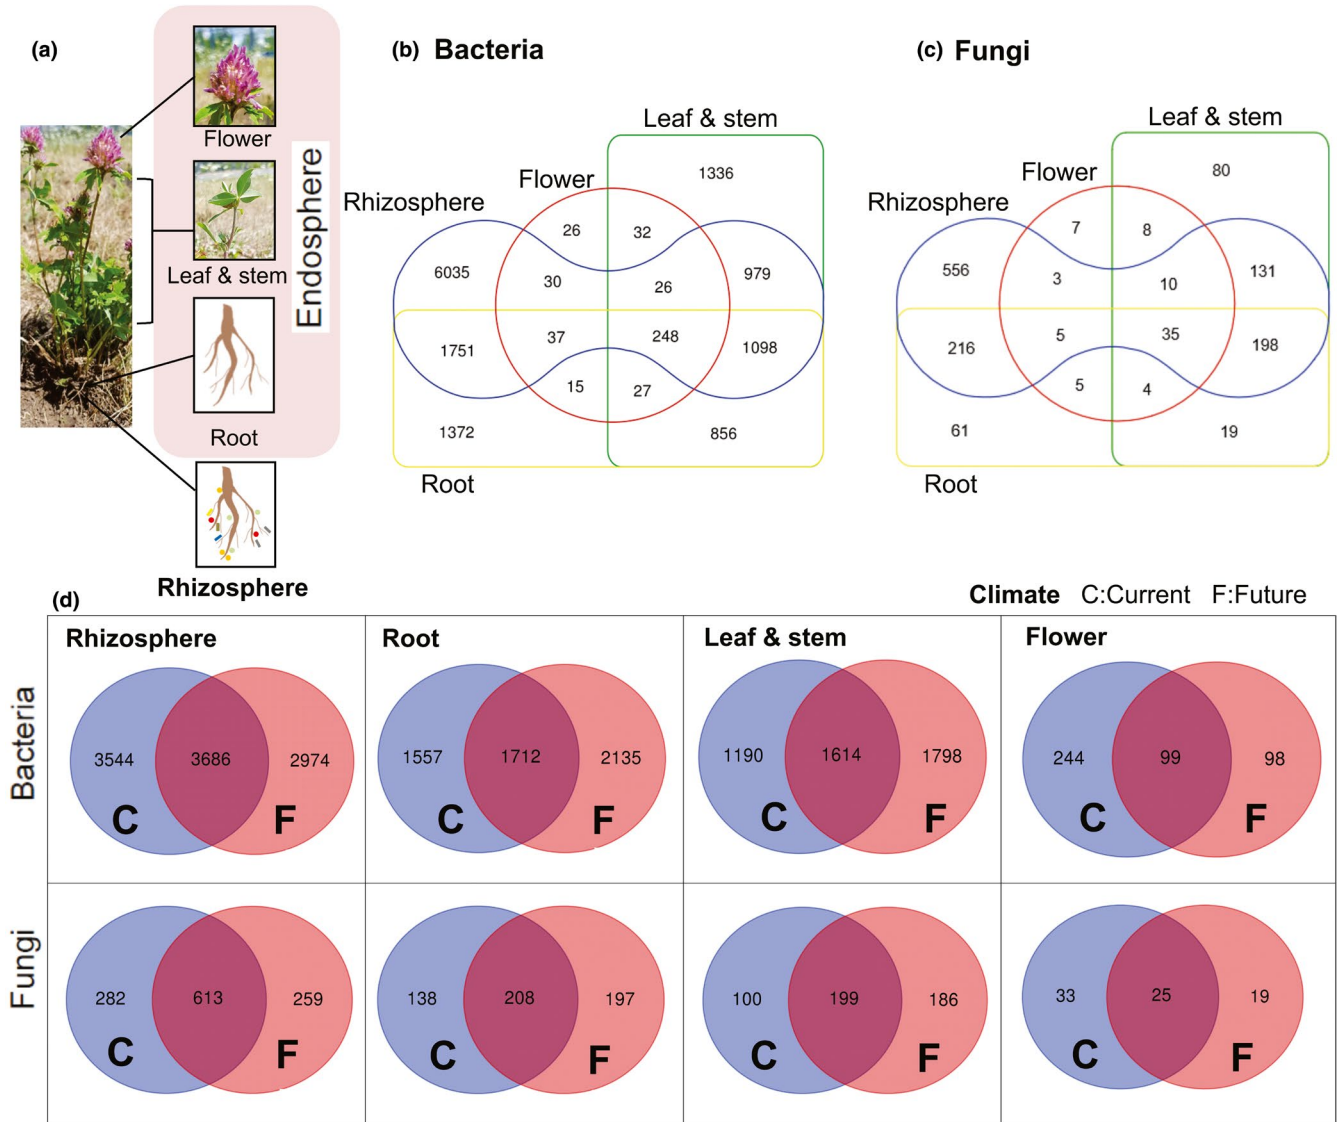 (a)
Flower
Leaf & stem
Root
Endosphere
Rhizosphere
(b) Bacteria
Leaf & stem
Flower
Rhizosphere
1336
26
32
6035
30
26
979
1751
37
248
1098
15
27
1372
856
Root
(c) Fungi
Leaf & stem
Flower
Rhizosphere
80
7
8
556
3
10
131
216
5
35
198
5
4
61
19
Root
(d)
Climate C:Current F:Future
Bacteria
Rhizosphere
3544 3686 2974
C F
Root
1557 1712 2135
C F
Leaf & stem
1190 1614 1798
C F
Flower
244 99 98
C F
Fungi
282 613 259
C F
138 208 197
C F
100 199 186
C F
33 25 19
C F